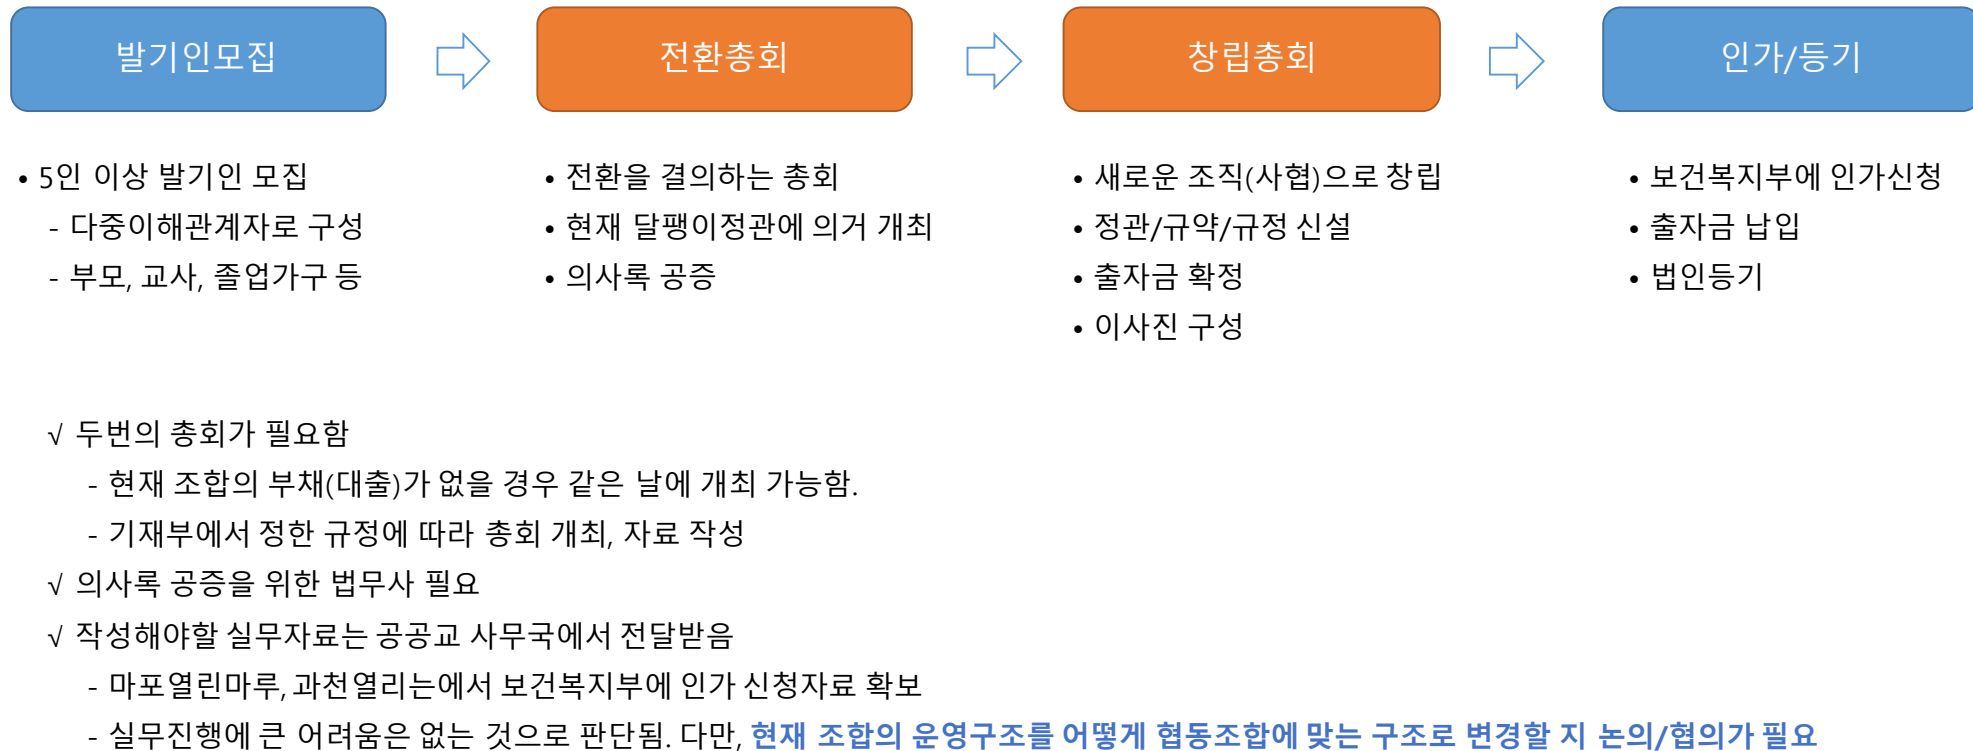 발기인모집
전환총회
창립총회
인가/등기
• 5인 이상 발기인 모집
- 다중이해관계자로 구성
- 부모, 교사, 졸업가구 등
• 전환을 결의하는 총회
• 현재 달팽이정관에 의거 개최
• 의사록 공증
• 새로운 조직(사협)으로 창립
• 정관/규약/규정 신설
• 출자금 확정
• 이사진 구성
• 보건복지부에 인가신청
• 출자금 납입
• 법인등기
√ 두번의 총회가 필요함
- 현재 조합의 부채(대출)가 없을 경우 같은 날에 개최 가능함.
- 기재부에서 정한 규정에 따라 총회 개최, 자료 작성
√ 의사록 공증을 위한 법무사 필요
√ 작성해야할 실무자료는 공공교 사무국에서 전달받음
- 마포열린마루, 과천열리는에서 보건복지부에 인가 신청자료 확보
- 실무진행에 큰 어려움은 없는 것으로 판단됨. 다만, 현재 조합의 운영구조를 어떻게 협동조합에 맞는 구조로 변경할 지 논의/협의가 필요